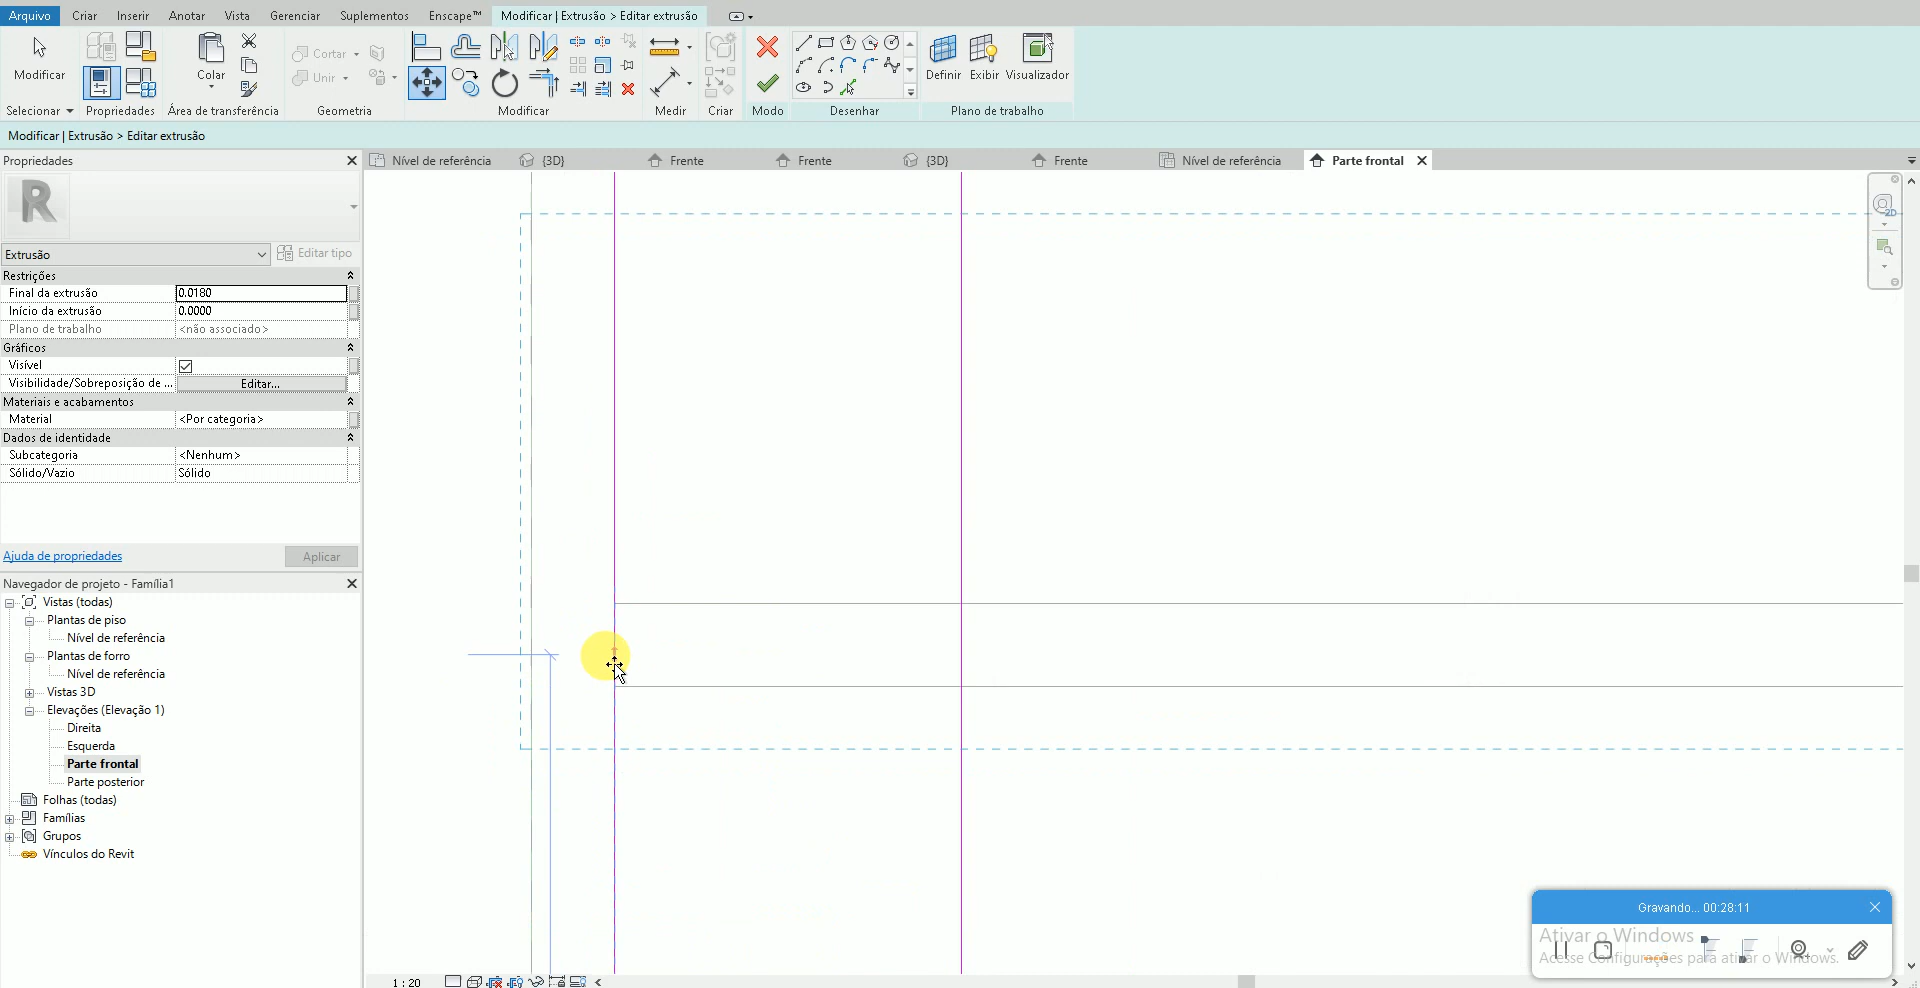 Arquivo Criar Inserir Anotar Vista Gerenciar Suplementos Enscape™ Modificar | Extrusão > Editar extrusão
Modificar
Colar
Cortar
Unir
Definir Exibir Visualizador
Selecionar Propriedades Área de transferência Geometria Modificar Medir Criar Modo Desenhar Plano de trabalho
Modificar | Extrusão > Editar extrusão
Propriedades
Nível de referência {3D} Frente Frente {3D} Frente Nível de referência Parte frontal
R
Extrusão Editar tipo
Restrições
Final da extrusão 0.0180
Início da extrusão 0.0000
Plano de trabalho <não associado>
Gráficos
Visível
Visibilidade/Sobreposição de ... Editar...
Materiais e acabamentos
Material <Por categoria>
Dados de identidade
Subcategoria <Nenhum>
Sólido/Vazio Sólido
Ajuda de propriedades Aplicar
Navegador de projeto - Família1
Vistas (todas)
Plantas de piso
Nível de referência
Plantas de forro
Nível de referência
Vistas 3D
Elevações (Elevação 1)
Direita
Esquerda
Parte frontal
Parte posterior
Folhas (todas)
Famílias
Grupos
Vínculos do Revit
2D
Gravando... 00:28:11
Ativar o Windows
Acesse Configurações para ativar o Windows.
1 : 20